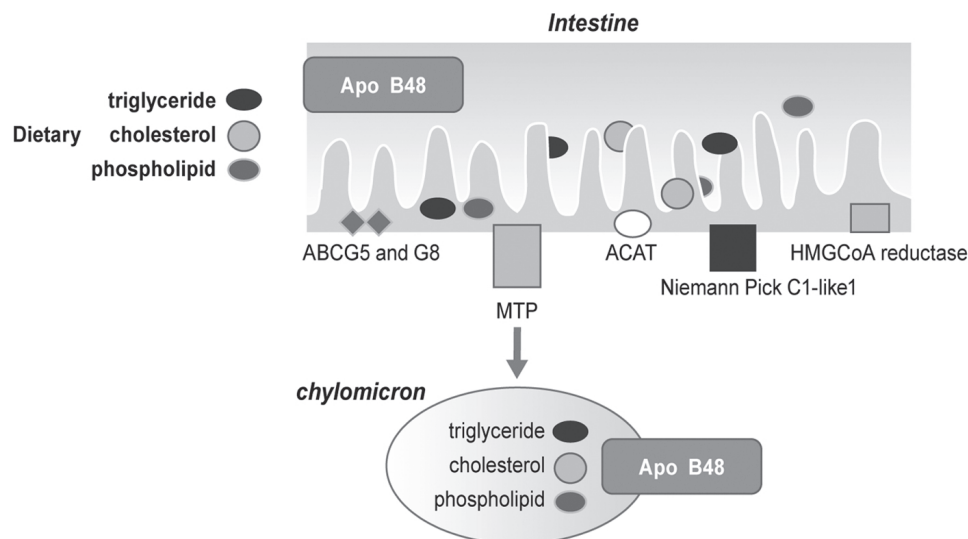 Intestine
Apo B48
triglyceride
Dietary cholesterol
phospholipid
ABCG5 and G8
ACAT
HMGCoA reductase
Niemann Pick C1-like1
MTP
chylomicron
triglyceride
cholesterol
Apo B48
phospholipid